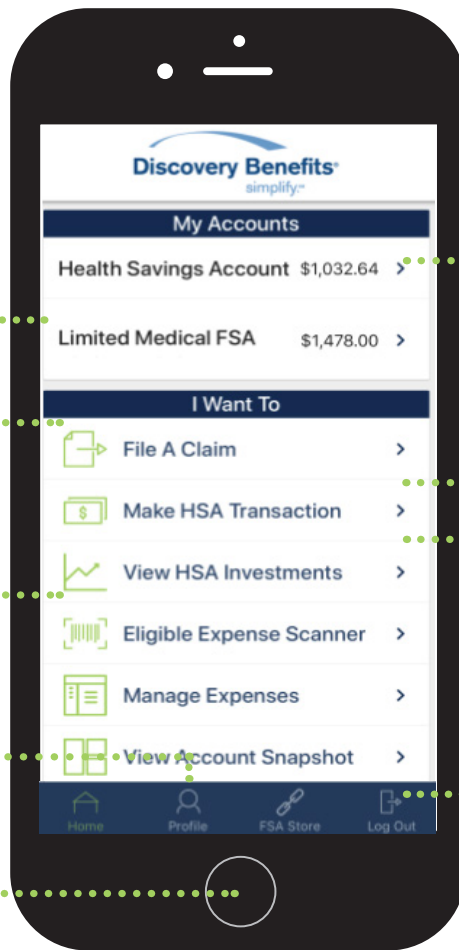 Discovery Benefits®
simplify.℠
My Accounts
Health Savings Account $1,032.64 >
Limited Medical FSA $1,478.00 >
I Want To
File A Claim >
$ Make HSA Transaction >
View HSA Investments >
Eligible Expense Scanner >
Manage Expenses >
View Account Snapshot >
Home Profile FSA Store Log Out